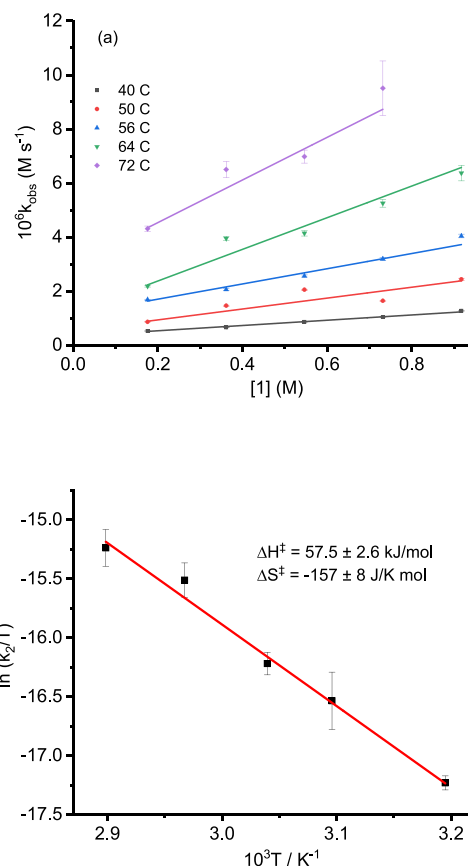 (a)
40 C
50 C
56 C
64 C
72 C
12
10
8
6
4
2
0
10⁶k_obs (M s⁻¹)
0.0 0.2 0.4 0.6 0.8
[1] (M)
-15.0
-15.5
-16.0
-16.5
-17.0
-17.5
ln (k₂/T)
ΔH‡ = 57.5 ± 2.6 kJ/mol
ΔS‡ = -157 ± 8 J/K mol
2.9 3.0 3.1 3.2
10³T / K⁻¹